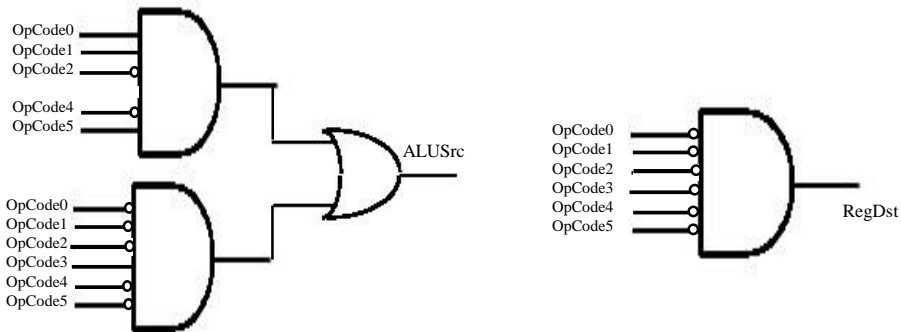 OpCode0
OpCode1
OpCode2
OpCode4
OpCode5
ALUSrc
OpCode0
OpCode1
OpCode2
OpCode3
OpCode4
OpCode5
OpCode0
OpCode1
OpCode2
OpCode3
OpCode4
OpCode5
RegDst